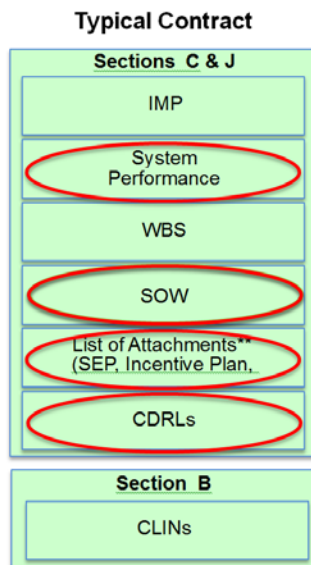 Typical Contract
Sections C & J
IMP
System
Performance
WBS
SOW
List of Attachments**
(SEP, Incentive Plan,
CDRLs
Section B
CLINs